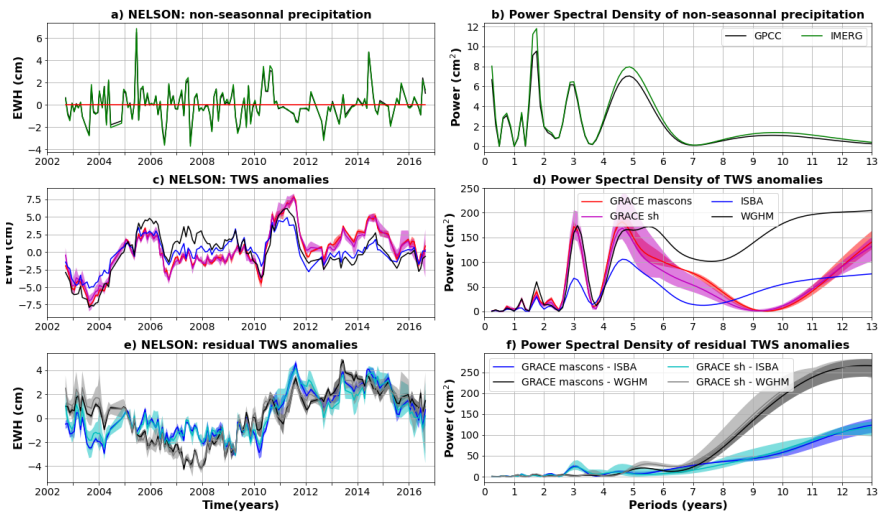 a) NELSON: non-seasonnal precipitation
EWH (cm)
6
4
2
0
−2
−4
2002 2004 2006 2008 2010 2012 2014 2016
b) Power Spectral Density of non-seasonnal precipitation
GPCC IMERG
Power (cm²)
12
10
8
6
4
2
0
0 1 2 3 4 5 6 7 8 9 10 11 12 13
c) NELSON: TWS anomalies
EWH (cm)
7.5
5.0
2.5
0.0
−2.5
−5.0
−7.5
2002 2004 2006 2008 2010 2012 2014 2016
d) Power Spectral Density of TWS anomalies
GRACE mascons ISBA
GRACE sh WGHM
Power (cm²)
250
200
150
100
50
0
0 1 2 3 4 5 6 7 8 9 10 11 12 13
e) NELSON: residual TWS anomalies
EWH (cm)
4
2
0
−2
−4
2002 2004 2006 2008 2010 2012 2014 2016
Time(years)
f) Power Spectral Density of residual TWS anomalies
GRACE mascons - ISBA GRACE sh - ISBA
GRACE mascons - WGHM GRACE sh - WGHM
Power (cm²)
250
200
150
100
50
0
0 1 2 3 4 5 6 7 8 9 10 11 12 13
Periods (years)